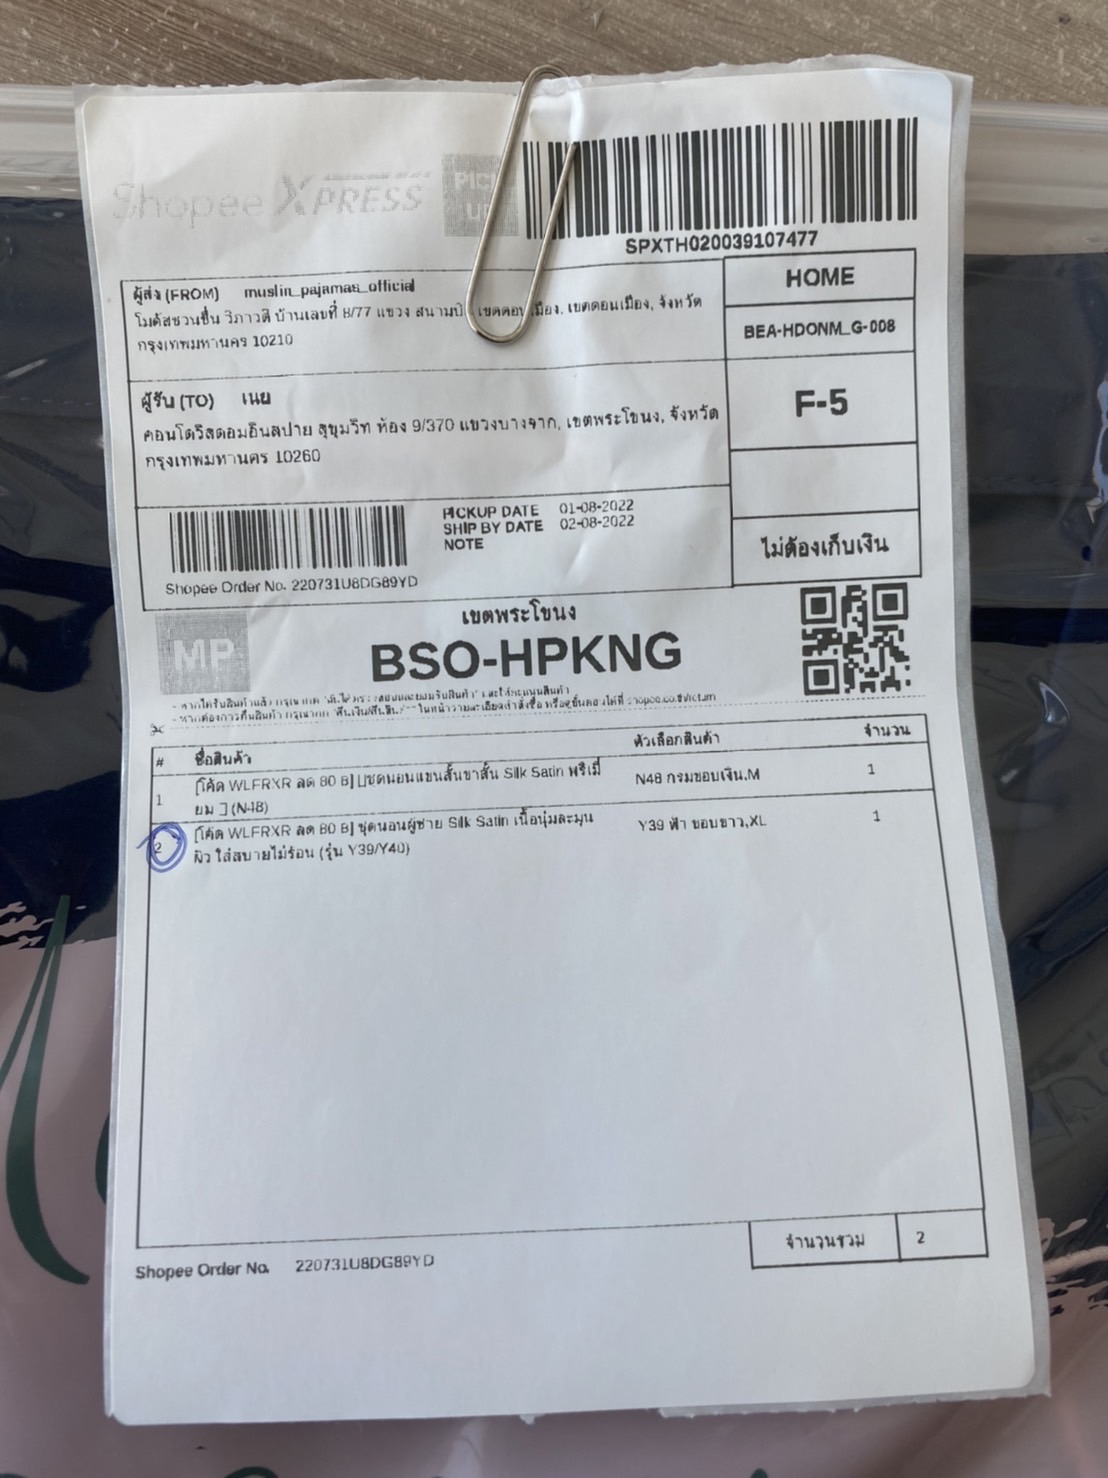 Shopee XPRESS
PICK UP
SPXTH020039107477
ผู้ส่ง (FROM) muslin_pajamas_official
โมดัสชวนชื่น วิภาวดี บ้านเลขที่ 8/77 แขวง สนามบิ เขตดอนเมือง, เขตดอนเมือง, จังหวัด
กรุงเทพมหานคร 10210
HOME
BEA-HDONM_G-008
F-5
ผู้รับ (TO) เนย
คอนโดวิสดอมอินสปาย สุขุมวิท ห้อง 9/370 แขวงบางจาก, เขตพระโขนง, จังหวัด
กรุงเทพมหานคร 10260
PICKUP DATE 01-08-2022
SHIP BY DATE 02-08-2022
NOTE
ไม่ต้องเก็บเงิน
Shopee Order No. 220731U8DG89YD
MP
เขตพระโขนง
BSO-HPKNG
# ชื่อสินค้า ตัวเลือกสินค้า จำนวน
1 [โค้ด WLFRXR ลด 80 B] [ชุดนอนแขนสั้นขาสั้น Silk Satin พรีเมี่ N48 กรมขอบเงิน,M 1
ยม ] (N48)
2 [โค้ด WLFRXR ลด 80 B] ชุดนอนผู้ชาย Silk Satin เนื้อนุ่มละมุน Y39 ฟ้า ขอบขาว,XL 1
ผิว ใส่สบายไม่ร้อน (รุ่น Y39/Y40)
จำนวนรวม 2
Shopee Order No. 220731U8DG89YD